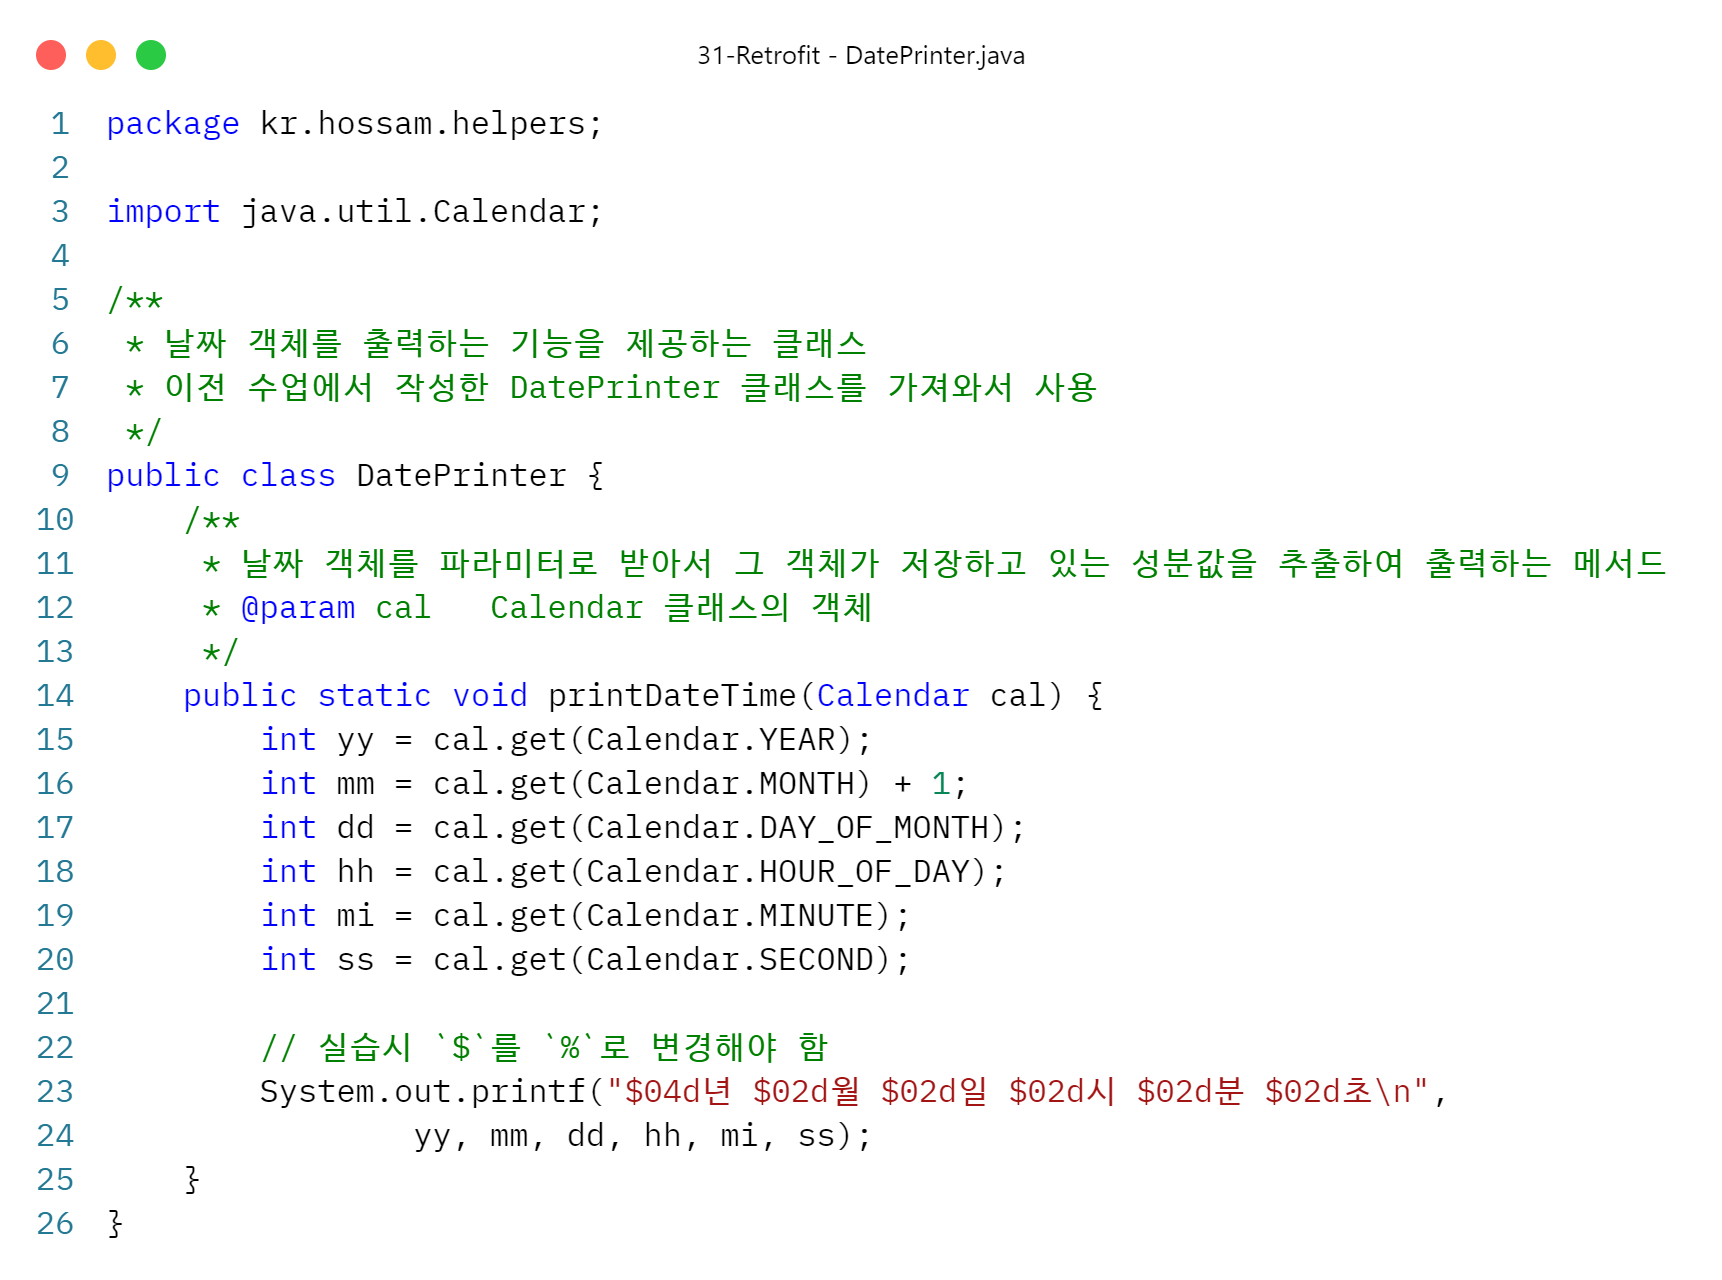 31-Retrofit - DatePrinter.java
1 package kr.hossam.helpers;
2
3 import java.util.Calendar;
4
5 /**
6  * 날짜 객체를 출력하는 기능을 제공하는 클래스
7  * 이전 수업에서 작성한 DatePrinter 클래스를 가져와서 사용
8  */
9 public class DatePrinter {
10     /**
11      * 날짜 객체를 파라미터로 받아서 그 객체가 저장하고 있는 성분값을 추출하여 출력하는 메서드
12      * @param cal   Calendar 클래스의 객체
13      */
14     public static void printDateTime(Calendar cal) {
15         int yy = cal.get(Calendar.YEAR);
16         int mm = cal.get(Calendar.MONTH) + 1;
17         int dd = cal.get(Calendar.DAY_OF_MONTH);
18         int hh = cal.get(Calendar.HOUR_OF_DAY);
19         int mi = cal.get(Calendar.MINUTE);
20         int ss = cal.get(Calendar.SECOND);
21
22         // 실습시 `$`를 `%`로 변경해야 함
23         System.out.printf("$04d년 $02d월 $02d일 $02d시 $02d분 $02d초\n",
24                 yy, mm, dd, hh, mi, ss);
25     }
26 }